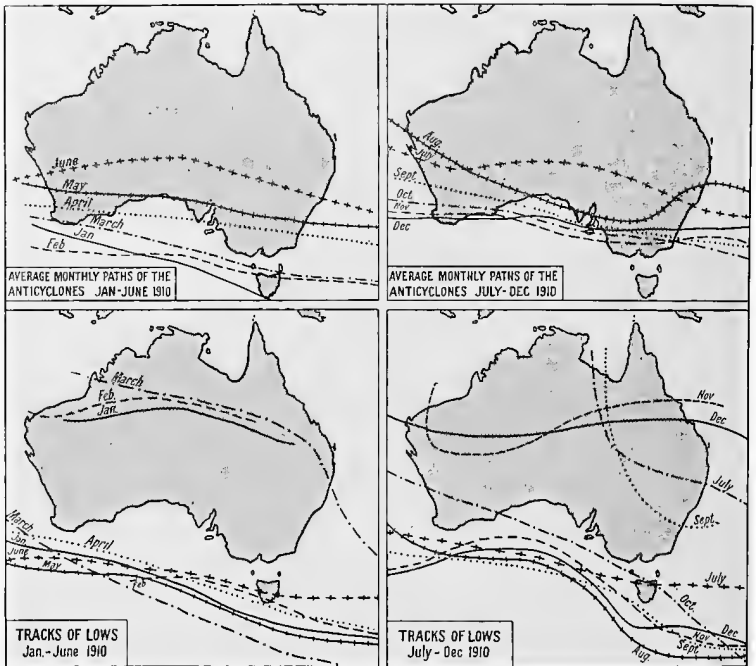 June
May
April
March
Jan
Feb
AVERAGE MONTHLY PATHS OF THE
ANTICYCLONES JAN-JUNE 1910
Aug.
July
Sept.
Oct.
Nov
Dec
AVERAGE MONTHLY PATHS OF THE
ANTICYCLONES JULY-DEC 1910
March
Feb.
Jan.
March
Jan
June
May
April
Feb
TRACKS OF LOWS
Jan.-June 1910
Nov
Dec
July
Sept.
July
Oct.
Dec
Nov
Sept.
Aug.
TRACKS OF LOWS
July-Dec 1910